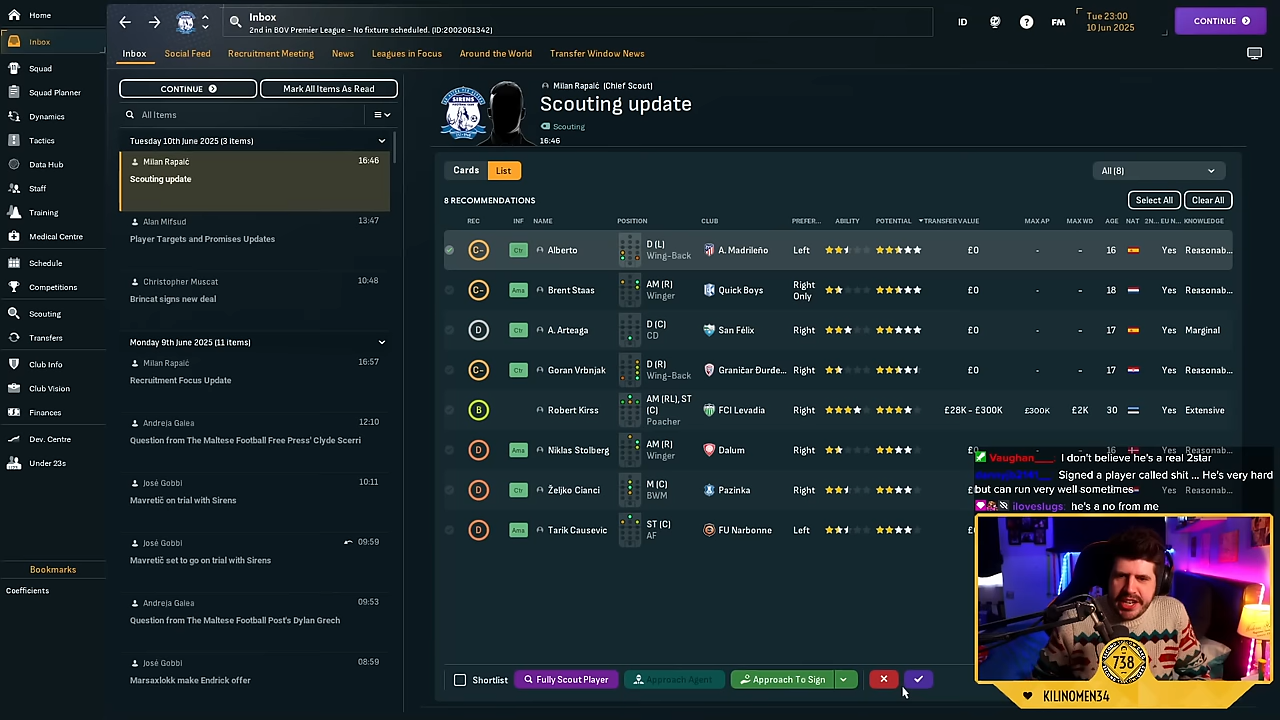 Home
Inbox
Squad
Squad Planner
Dynamics
Tactics
Data Hub
Staff
Training
Medical Centre
Schedule
Competitions
Scouting
Transfers
Club Info
Club Vision
Finances
Dev. Centre
Under 23s
Bookmarks
Coefficients
Inbox
2nd in BOV Premier League - No fixture scheduled. (ID:2002051342)
ID
FM
Tue 23:00
10 Jun 2025
CONTINUE
Inbox Social Feed Recruitment Meeting News Leagues in Focus Around the World Transfer Window News
CONTINUE Mark All Items As Read
All Items
Tuesday 10th June 2025 (3 Items)
Milan Rapaić 16:46
Scouting update
Alan Mifsud 13:47
Player Targets and Promises Updates
Christopher Muscat 10:48
Brincat signs new deal
Monday 9th June 2025 (11 items)
Milan Rapaić 16:57
Recruitment Focus Update
Andreja Galea 12:10
Question from The Maltese Football Free Press' Clyde Scerri
José Gobbi 10:11
Mavretič on trial with Sirens
José Gobbi 09:59
Mavretič set to go on trial with Sirens
Andreja Galea 09:53
Question from The Maltese Football Post's Dylan Grech
José Gobbi 08:59
Marsaxlokk make Endrick offer
SIRENS
Milan Rapaić (Chief Scout)
Scouting update
Scouting
16:46
Cards List All (8)
8 RECOMMENDATIONS Select All Clear All
REC INF NAME POSITION CLUB PREFER... ABILITY POTENTIAL TRANSFER VALUE MAX AP MAX WD AGE NAT 2N... EU N... KNOWLEDGE
C- Ctr Alberto D (L) Wing-Back A. Madrileño Left £0 - - 16 Yes Reasonab...
C- Ama Brent Staas AM (R) Winger Quick Boys Right Only £0 - - 18 Yes Reasonab...
D Ctr A. Arteaga D (C) CD San Félix Right £0 - - 17 Yes Marginal
C- Ctr Goran Vrbnjak D (R) Wing-Back Graničar Đurde... Right £0 - - 17 Yes Reasonab...
B Robert Kirss AM (RL), ST (C) Poacher FCI Levadia Right £28K - £300K £300K £2K 30 Yes Extensive
D Ama Niklas Stolberg AM (R) Winger Dalum Right
D Ctr Željko Cianci M (C) BWM Pazinka Right Yes Reasonab...
D Ama Tarik Causevic ST (C) AF FU Narbonne Left
Vaughan___: I don't believe he's a real 2star
Signed a player called shit ... He's very hard
but can run very well sometimes
iloveslugs: he's a no from me
738
KILINOMEN34
Shortlist Fully Scout Player Approach Agent Approach To Sign